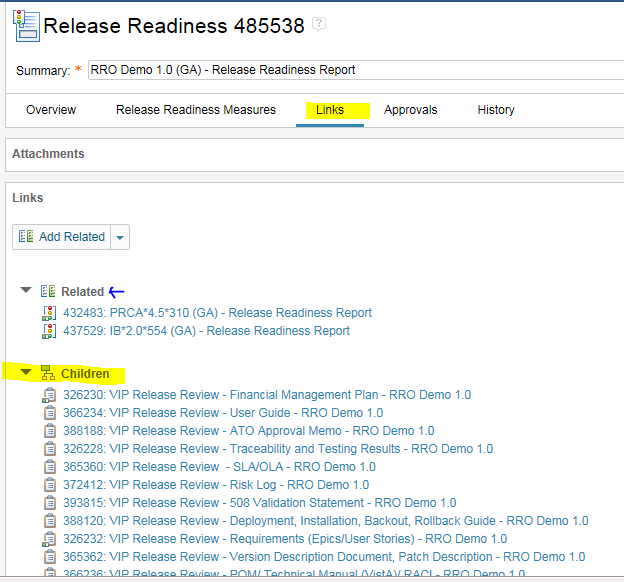 Release Readiness 485538 ?
Summary: * RRO Demo 1.0 (GA) - Release Readiness Report
Overview Release Readiness Measures Links Approvals History
Attachments
Links
Add Related
Related
432483: PRCA*4.5*310 (GA) - Release Readiness Report
437529: IB*2.0*554 (GA) - Release Readiness Report
Children
326230: VIP Release Review - Financial Management Plan - RRO Demo 1.0
366234: VIP Release Review - User Guide - RRO Demo 1.0
388188: VIP Release Review - ATO Approval Memo - RRO Demo 1.0
326228: VIP Release Review - Traceability and Testing Results - RRO Demo 1.0
365360: VIP Release Review  - SLA/OLA - RRO Demo 1.0
372412: VIP Release Review - Risk Log - RRO Demo 1.0
393815: VIP Release Review - 508 Validation Statement - RRO Demo 1.0
388120: VIP Release Review - Deployment, Installation, Backout, Rollback Guide - RRO Demo 1.0
326232: VIP Release Review - Requirements (Epics/User Stories) - RRO Demo 1.0
365362: VIP Release Review - Version Description Document, Patch Description - RRO Demo 1.0
366236: VIP Release Review - POM/ Technical Manual (VistA/ RACI - RRO Demo 1.0